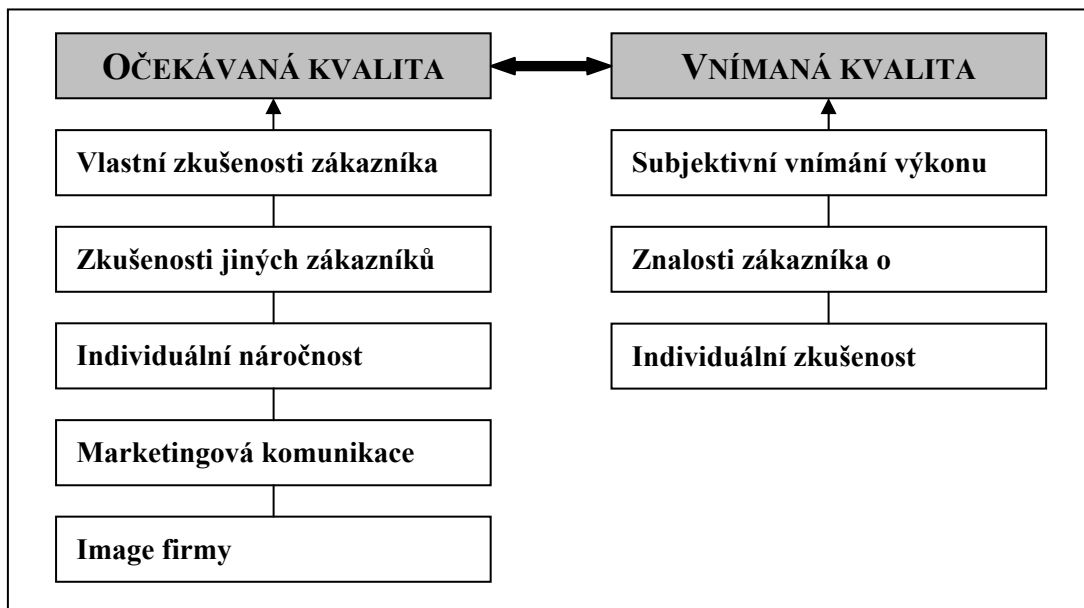 OČEKÁVANÁ KVALITA
VNÍMANÁ KVALITA
Vlastní zkušenosti zákazníka
Zkušenosti jiných zákazníků
Individuální náročnost
Marketingová komunikace
Image firmy
Subjektivní vnímání výkonu
Znalosti zákazníka o
Individuální zkušenost